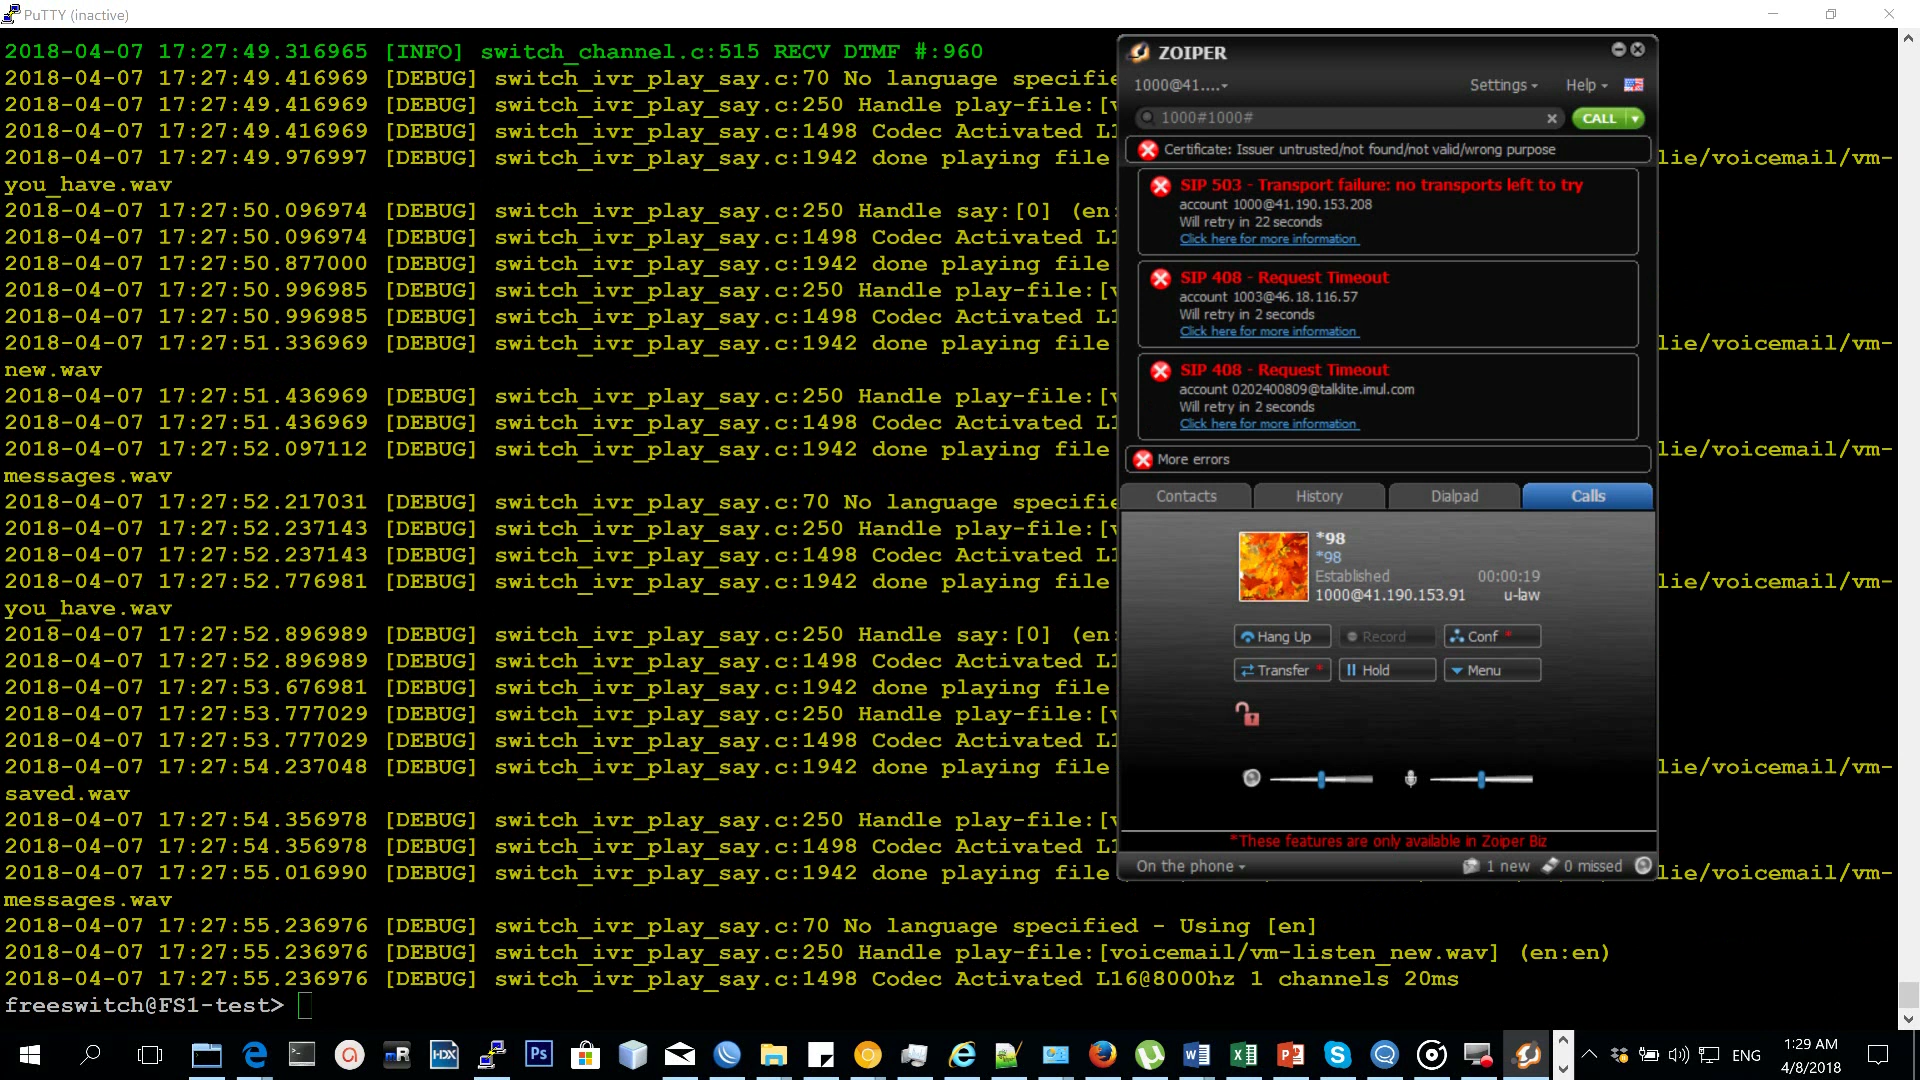 PuTTY (inactive)
2018-04-07 17:27:49.316965 [INFO] switch_channel.c:515 RECV DTMF #:960
2018-04-07 17:27:49.416969 [DEBUG] switch_ivr_play_say.c:70 No language specified
2018-04-07 17:27:49.416969 [DEBUG] switch_ivr_play_say.c:250 Handle play-file:[
2018-04-07 17:27:49.416969 [DEBUG] switch_ivr_play_say.c:1498 Codec Activated L1
2018-04-07 17:27:49.976997 [DEBUG] switch_ivr_play_say.c:1942 done playing file lie/voicemail/vm-
you_have.wav
2018-04-07 17:27:50.096974 [DEBUG] switch_ivr_play_say.c:250 Handle say:[0] (en:
2018-04-07 17:27:50.096974 [DEBUG] switch_ivr_play_say.c:1498 Codec Activated L1
2018-04-07 17:27:50.877000 [DEBUG] switch_ivr_play_say.c:1942 done playing file
2018-04-07 17:27:50.996985 [DEBUG] switch_ivr_play_say.c:250 Handle play-file:[
2018-04-07 17:27:50.996985 [DEBUG] switch_ivr_play_say.c:1498 Codec Activated L1
2018-04-07 17:27:51.336969 [DEBUG] switch_ivr_play_say.c:1942 done playing file lie/voicemail/vm-
new.wav
2018-04-07 17:27:51.436969 [DEBUG] switch_ivr_play_say.c:250 Handle play-file:[
2018-04-07 17:27:51.436969 [DEBUG] switch_ivr_play_say.c:1498 Codec Activated L1
2018-04-07 17:27:52.097112 [DEBUG] switch_ivr_play_say.c:1942 done playing file lie/voicemail/vm-
messages.wav
2018-04-07 17:27:52.217031 [DEBUG] switch_ivr_play_say.c:70 No language specified
2018-04-07 17:27:52.237143 [DEBUG] switch_ivr_play_say.c:250 Handle play-file:[
2018-04-07 17:27:52.237143 [DEBUG] switch_ivr_play_say.c:1498 Codec Activated L1
2018-04-07 17:27:52.776981 [DEBUG] switch_ivr_play_say.c:1942 done playing file lie/voicemail/vm-
you_have.wav
2018-04-07 17:27:52.896989 [DEBUG] switch_ivr_play_say.c:250 Handle say:[0] (en:
2018-04-07 17:27:52.896989 [DEBUG] switch_ivr_play_say.c:1498 Codec Activated L1
2018-04-07 17:27:53.676981 [DEBUG] switch_ivr_play_say.c:1942 done playing file
2018-04-07 17:27:53.777029 [DEBUG] switch_ivr_play_say.c:250 Handle play-file:[
2018-04-07 17:27:53.777029 [DEBUG] switch_ivr_play_say.c:1498 Codec Activated L1
2018-04-07 17:27:54.237048 [DEBUG] switch_ivr_play_say.c:1942 done playing file lie/voicemail/vm-
saved.wav
2018-04-07 17:27:54.356978 [DEBUG] switch_ivr_play_say.c:250 Handle play-file:[
2018-04-07 17:27:54.356978 [DEBUG] switch_ivr_play_say.c:1498 Codec Activated L1
2018-04-07 17:27:55.016990 [DEBUG] switch_ivr_play_say.c:1942 done playing file lie/voicemail/vm-
messages.wav
2018-04-07 17:27:55.236976 [DEBUG] switch_ivr_play_say.c:70 No language specified - Using [en]
2018-04-07 17:27:55.236976 [DEBUG] switch_ivr_play_say.c:250 Handle play-file:[voicemail/vm-listen_new.wav] (en:en)
2018-04-07 17:27:55.236976 [DEBUG] switch_ivr_play_say.c:1498 Codec Activated L16@8000hz 1 channels 20ms
freeswitch@FS1-test>
ZOIPER
1000@41.... Settings Help
1000#1000# CALL
Certificate: Issuer untrusted/not found/not valid/wrong purpose
SIP 503 - Transport failure: no transports left to try
account 1000@41.190.153.208
Will retry in 22 seconds
Click here for more information
SIP 408 - Request Timeout
account 1003@46.18.116.57
Will retry in 2 seconds
Click here for more information
SIP 408 - Request Timeout
account 0202400809@talklite.imul.com
Will retry in 2 seconds
Click here for more information
More errors
Contacts History Dialpad Calls
*98
*98
Established 00:00:19
1000@41.190.153.91 u-law
Hang Up Record Conf *
Transfer * Hold Menu
*These features are only available in Zoiper Biz
On the phone 1 new 0 missed
mR HDX Ps
ENG 1:29 AM
4/8/2018